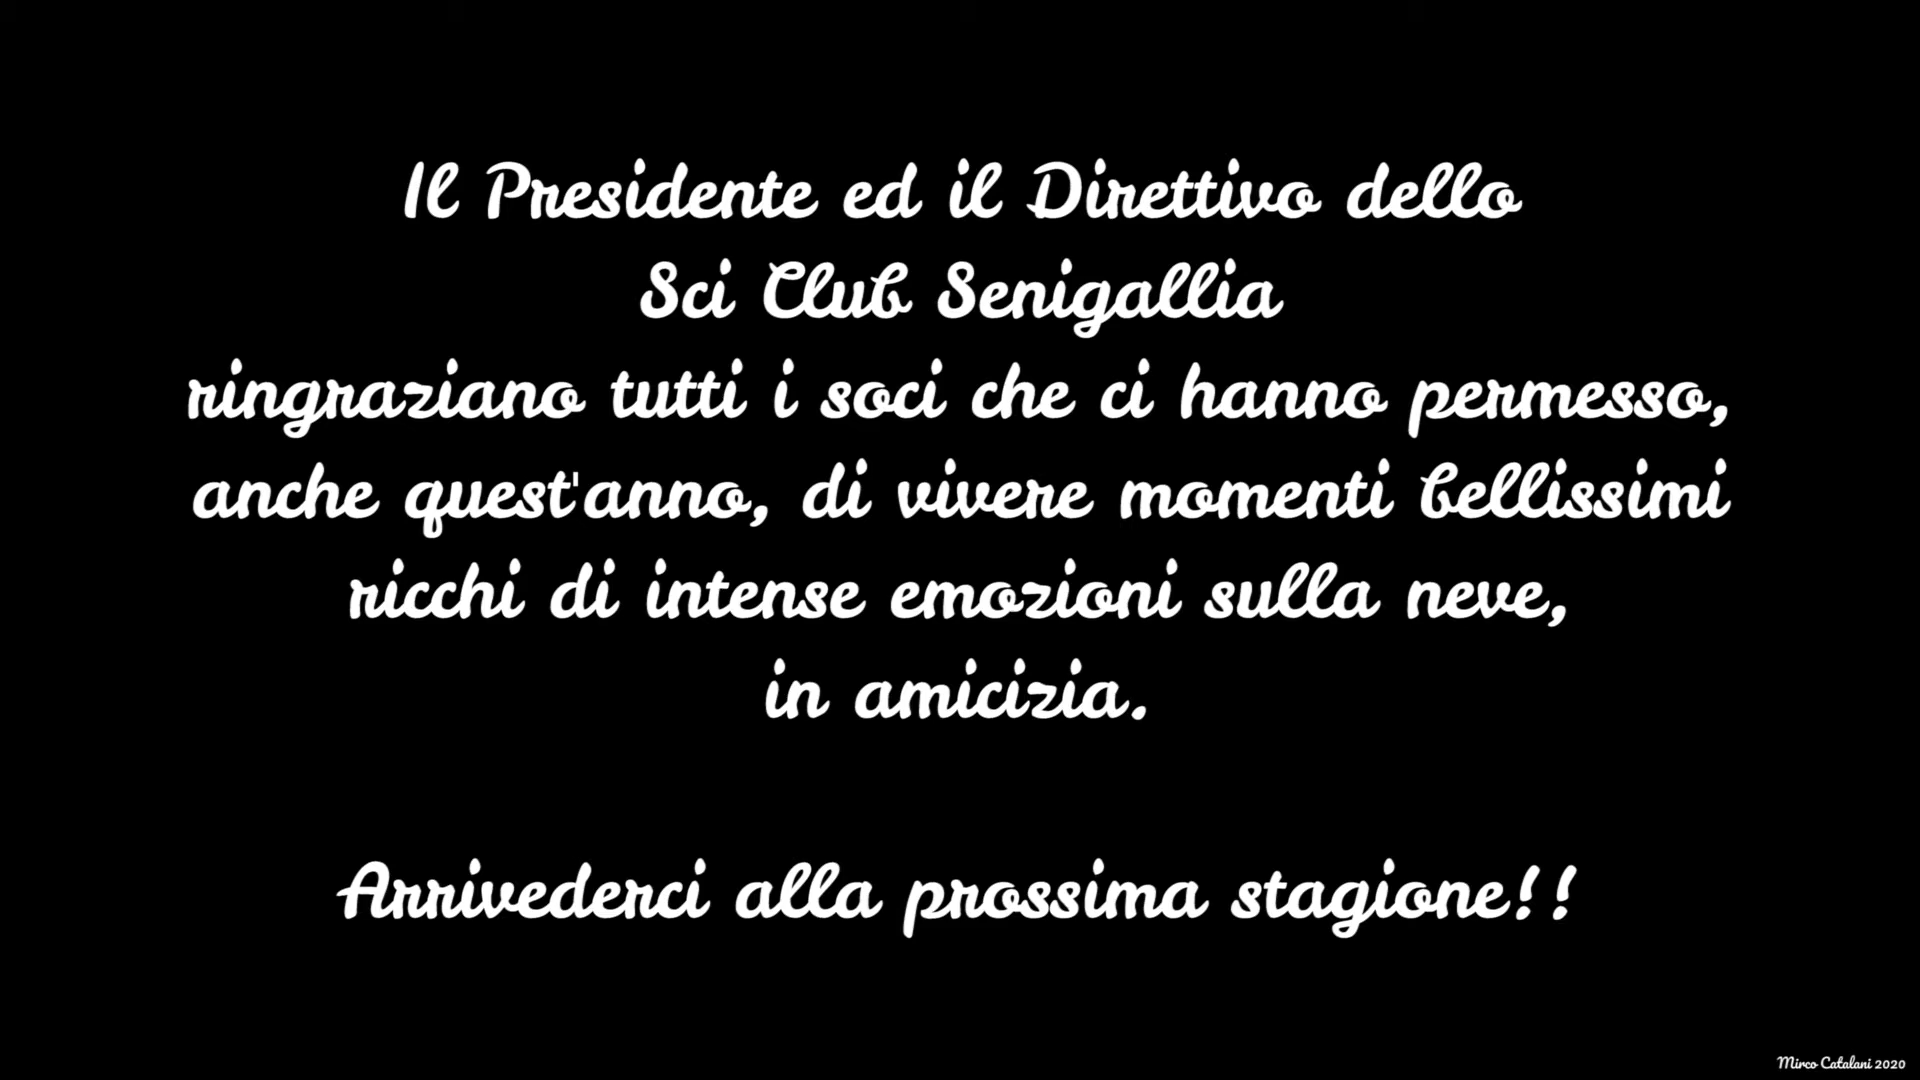 Il Presidente ed il Direttivo dello
Sci Club Senigallia
ringraziano tutti i soci che ci hanno permesso,
anche quest'anno, di vivere momenti bellissimi
ricchi di intense emozioni sulla neve,
in amicizia.
Arrivederci alla prossima stagione!!
Mirco Catalani 2020